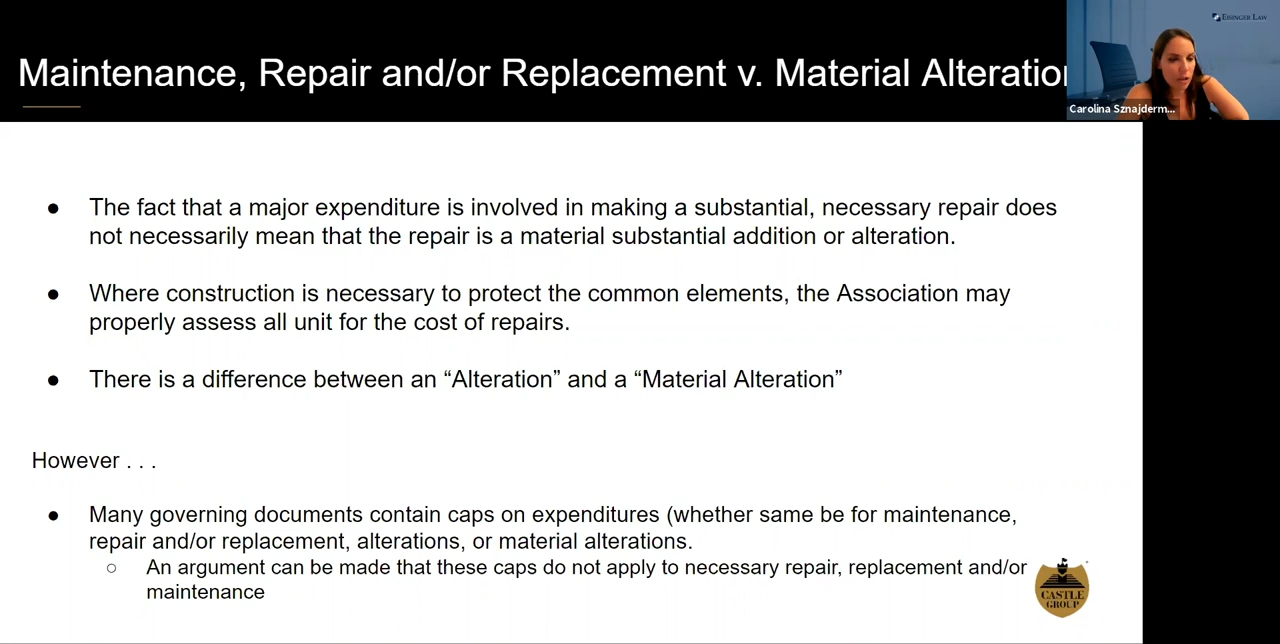 Maintenance, Repair and/or Replacement v. Material Alteration
EISINGER LAW
Carolina Sznajderm...
● The fact that a major expenditure is involved in making a substantial, necessary repair does
not necessarily mean that the repair is a material substantial addition or alteration.
● Where construction is necessary to protect the common elements, the Association may
properly assess all unit for the cost of repairs.
● There is a difference between an “Alteration” and a “Material Alteration”
However . . .
● Many governing documents contain caps on expenditures (whether same be for maintenance,
repair and/or replacement, alterations, or material alterations.
○ An argument can be made that these caps do not apply to necessary repair, replacement and/or
maintenance
CASTLE
GROUP